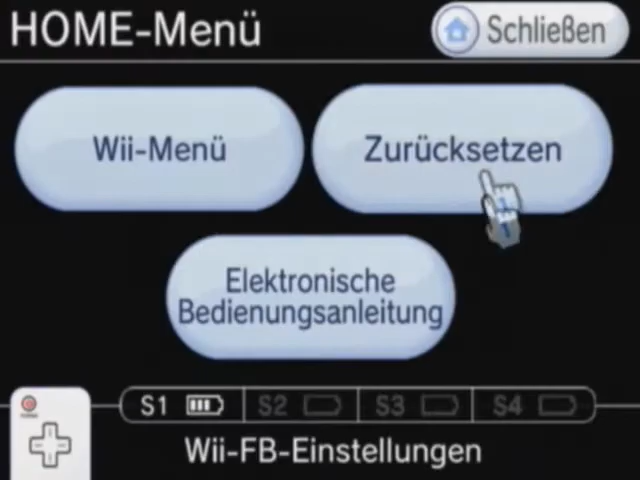 HOME-Menü
Schließen
Wii-Menü
Zurücksetzen
Elektronische
Bedienungsanleitung
S1
S2
S3
S4
Wii-FB-Einstellungen